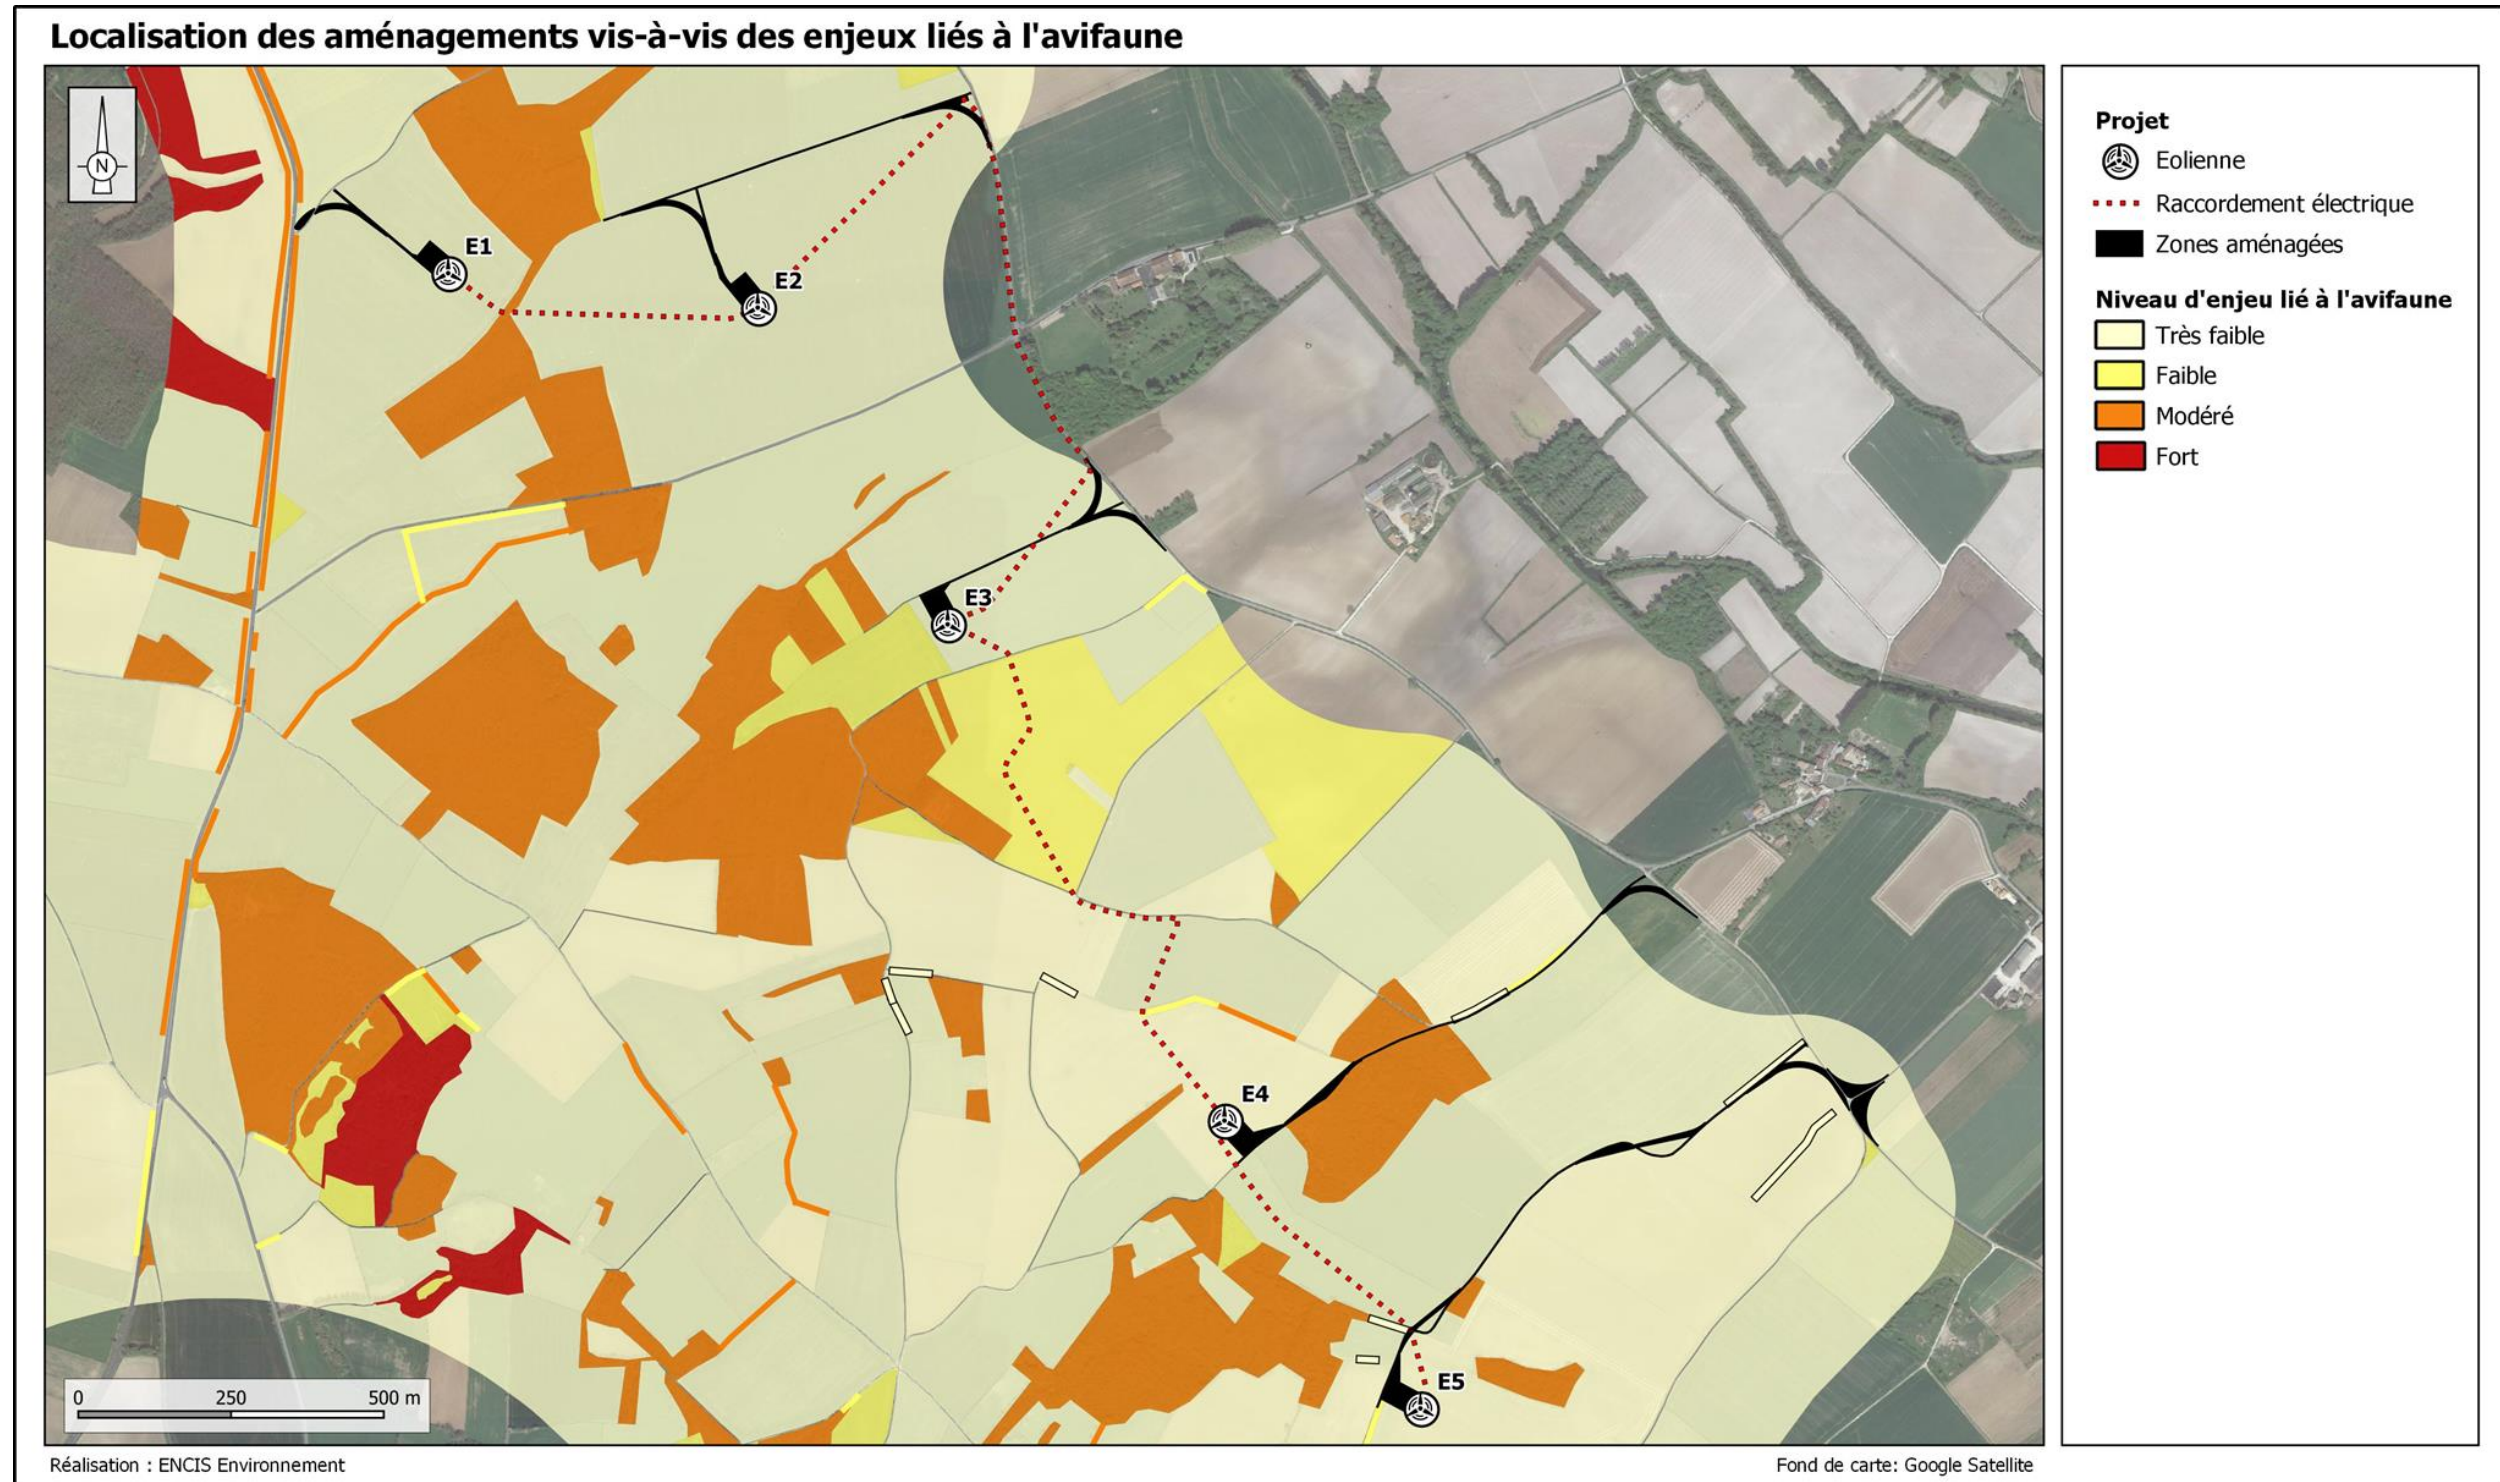 Localisation des aménagements vis-à-vis des enjeux liés à l'avifaune
N
E1
E2
E3
E4
E5
0 250 500 m
Projet
Eolienne
Raccordement électrique
Zones aménagées
Niveau d'enjeu lié à l'avifaune
Très faible
Faible
Modéré
Fort
Réalisation : ENCIS Environnement
Fond de carte: Google Satellite